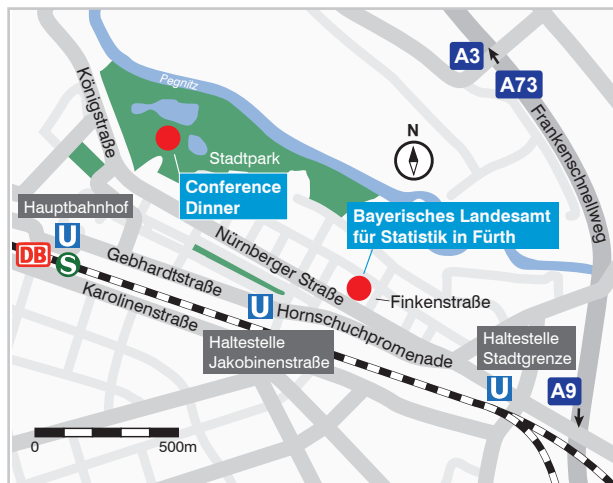 A3
A73
Frankenschnellweg
Königstraße
Pegnitz
N
Stadtpark
Conference
Dinner
Hauptbahnhof
U
DB
S
Bayerisches Landesamt
für Statistik in Fürth
Nürnberger Straße
Gebhardtstraße
Finkenstraße
Karolinenstraße
U
Hornschuchpromenade
Haltestelle
Jakobinenstraße
Haltestelle
Stadtgrenze
U
A9
0
500m